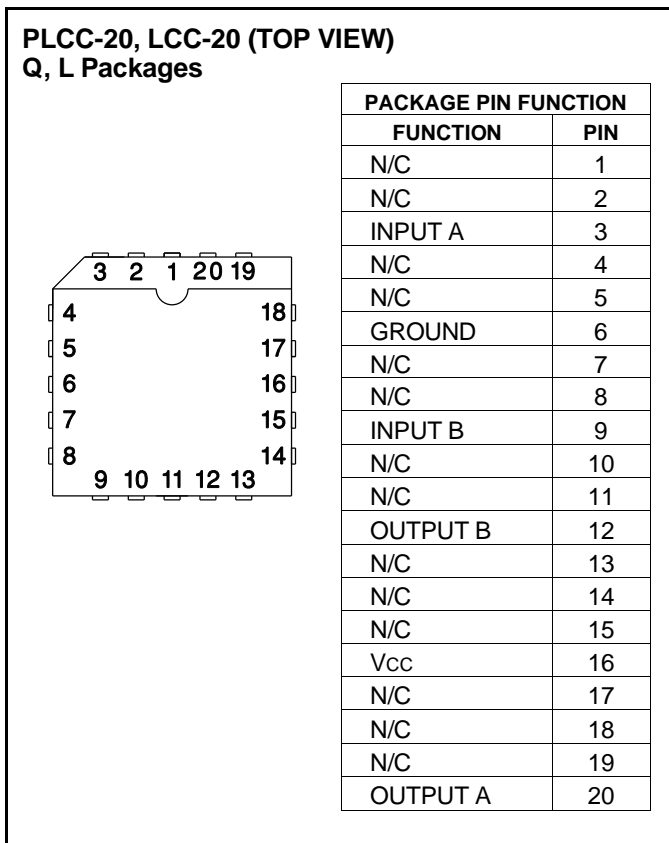 PLCC-20, LCC-20 (TOP VIEW)
Q, L Packages
3 2 1 20 19
4 18
5 17
6 16
7 15
8 14
9 10 11 12 13
PACKAGE PIN FUNCTION
FUNCTION PIN
N/C 1
N/C 2
INPUT A 3
N/C 4
N/C 5
GROUND 6
N/C 7
N/C 8
INPUT B 9
N/C 10
N/C 11
OUTPUT B 12
N/C 13
N/C 14
N/C 15
Vcc 16
N/C 17
N/C 18
N/C 19
OUTPUT A 20